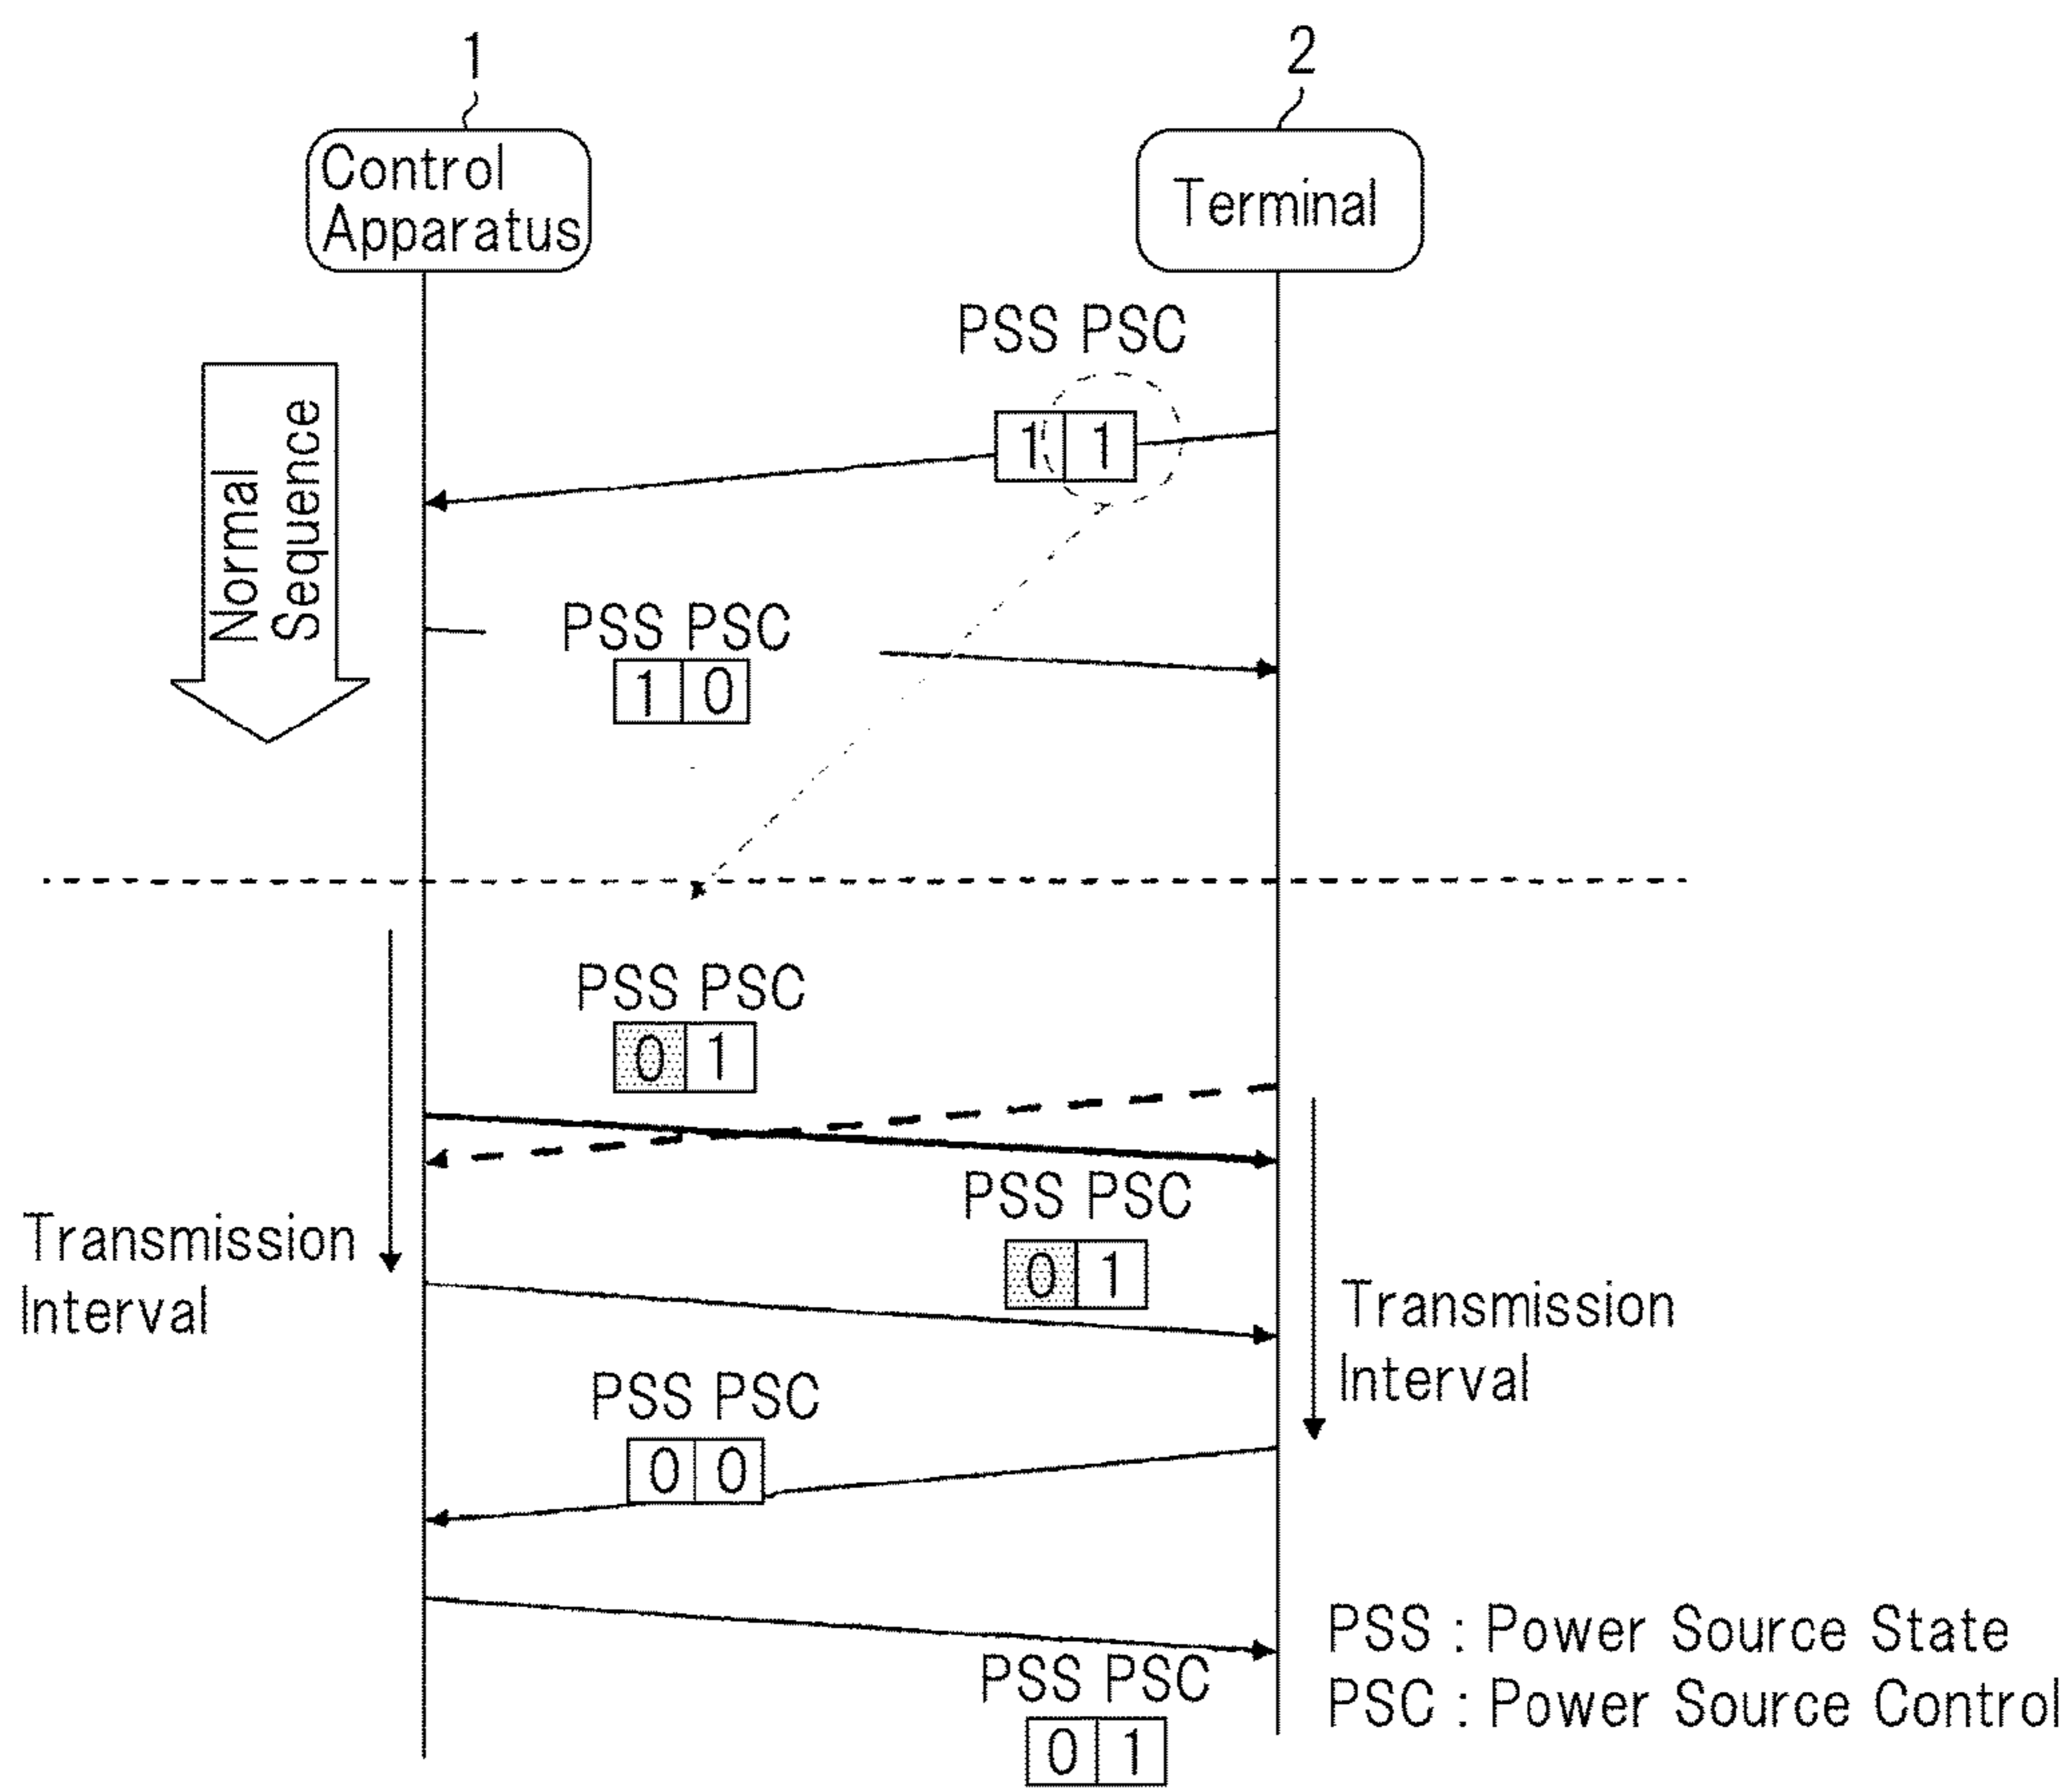 1
2
Control
Apparatus
Terminal
PSS PSC
1 1
Normal
Sequence
PSS PSC
1 0
PSS PSC
0 1
PSS PSC
0 1
Transmission
Interval
Transmission
Interval
PSS PSC
0 0
PSS : Power Source State
PSC : Power Source Control
PSS PSC
0 1